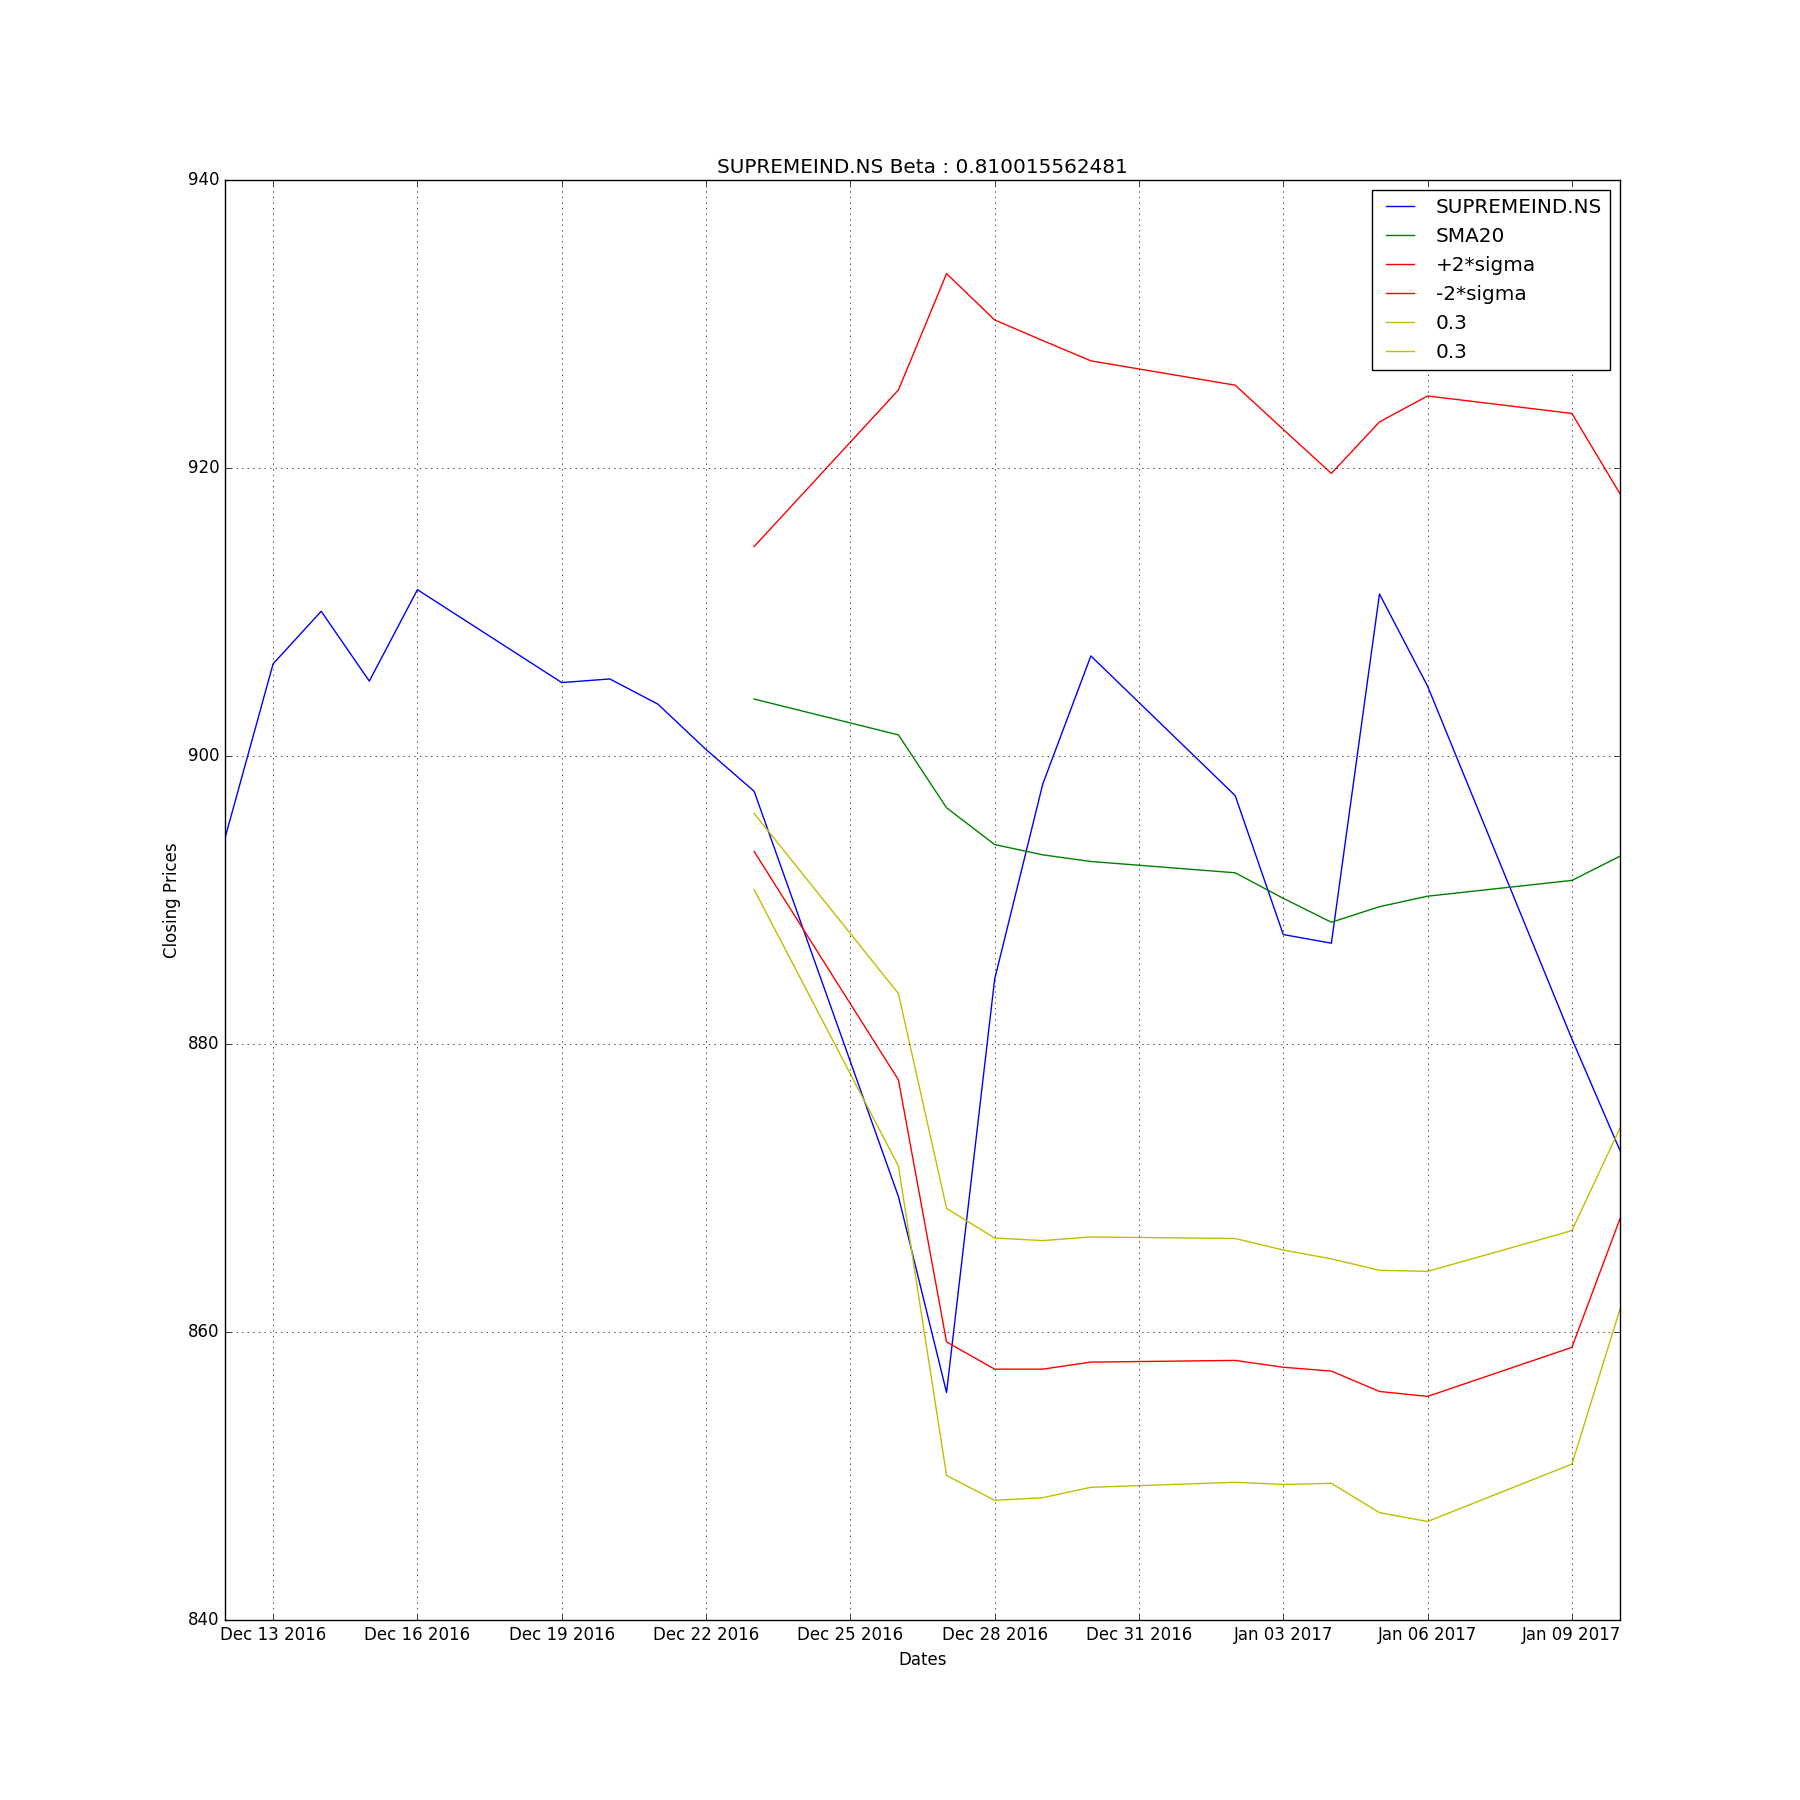 SUPREMEIND.NS Beta : 0.810015562481
940
920
900
880
860
840
Closing Prices
SUPREMEIND.NS
SMA20
+2*sigma
-2*sigma
0.3
0.3
Dec 13 2016 Dec 16 2016 Dec 19 2016 Dec 22 2016 Dec 25 2016 Dec 28 2016 Dec 31 2016 Jan 03 2017 Jan 06 2017 Jan 09 2017
Dates